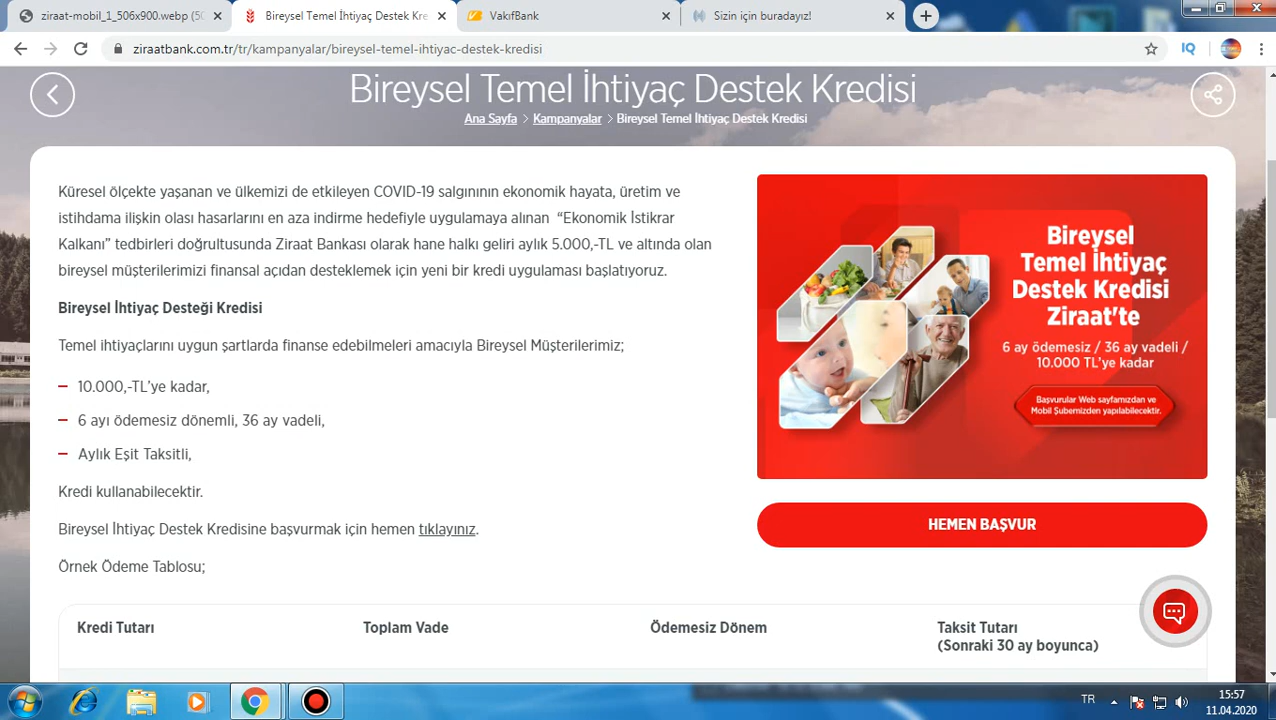 ziraat-mobil_1_506x900.webp (50
Bireysel Temel İhtiyaç Destek Kre
VakıfBank
Sizin için buradayız!
ziraatbank.com.tr/tr/kampanyalar/bireysel-temel-ihtiyac-destek-kredisi
IQ
Bireysel Temel İhtiyaç Destek Kredisi
Ana Sayfa > Kampanyalar > Bireysel Temel İhtiyaç Destek Kredisi
Küresel ölçekte yaşanan ve ülkemizi de etkileyen COVID-19 salgınının ekonomik hayata, üretim ve
istihdama ilişkin olası hasarlarını en aza indirme hedefiyle uygulamaya alınan “Ekonomik İstikrar
Kalkanı” tedbirleri doğrultusunda Ziraat Bankası olarak hane halkı geliri aylık 5.000,-TL ve altında olan
bireysel müşterilerimizi finansal açıdan desteklemek için yeni bir kredi uygulaması başlatıyoruz.
Bireysel İhtiyaç Desteği Kredisi
Temel ihtiyaçlarını uygun şartlarda finanse edebilmeleri amacıyla Bireysel Müşterilerimiz;
– 10.000,-TL’ye kadar,
– 6 ayı ödemesiz dönemli, 36 ay vadeli,
– Aylık Eşit Taksitli,
Kredi kullanabilecektir.
Bireysel İhtiyaç Destek Kredisine başvurmak için hemen tıklayınız.
Örnek Ödeme Tablosu;
Bireysel
Temel İhtiyaç
Destek Kredisi
Ziraat'te
6 ay ödemesiz / 36 ay vadeli /
10.000 TL'ye kadar
Başvurular Web sayfamızdan ve
Mobil Şubemizden yapılabilecektir.
HEMEN BAŞVUR
Kredi Tutarı
Toplam Vade
Ödemesiz Dönem
Taksit Tutarı
(Sonraki 30 ay boyunca)
TR
15:57
11.04.2020